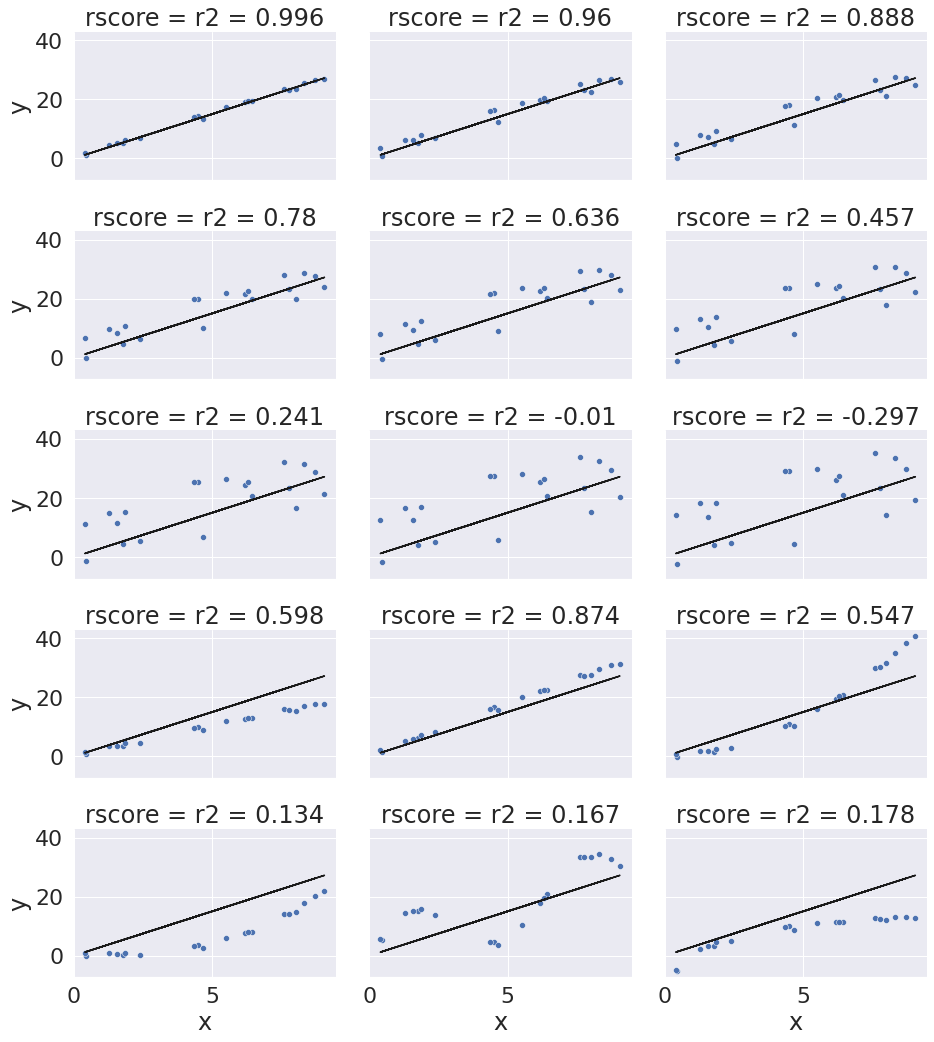 rscore = r2 = 0.996
rscore = r2 = 0.96
rscore = r2 = 0.888
40
20
0
y
rscore = r2 = 0.78
rscore = r2 = 0.636
rscore = r2 = 0.457
40
20
0
y
rscore = r2 = 0.241
rscore = r2 = -0.01
rscore = r2 = -0.297
40
20
0
y
rscore = r2 = 0.598
rscore = r2 = 0.874
rscore = r2 = 0.547
40
20
0
y
rscore = r2 = 0.134
rscore = r2 = 0.167
rscore = r2 = 0.178
40
20
0
y
0 5
0 5
0 5
x
x
x